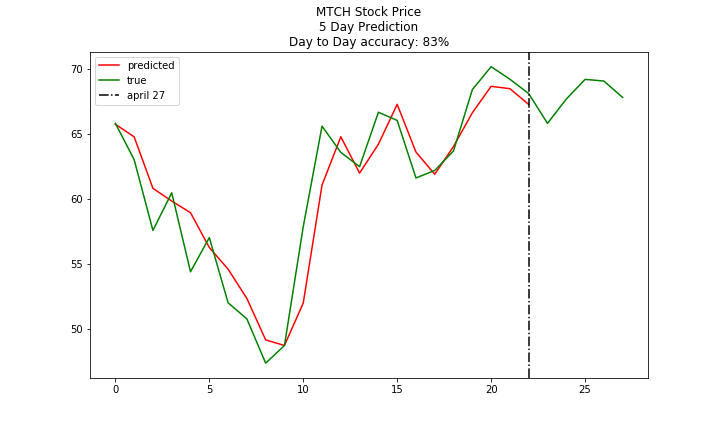 MTCH Stock Price
5 Day Prediction
Day to Day accuracy: 83%
predicted
true
april 27
70
65
60
55
50
0 5 10 15 20 25